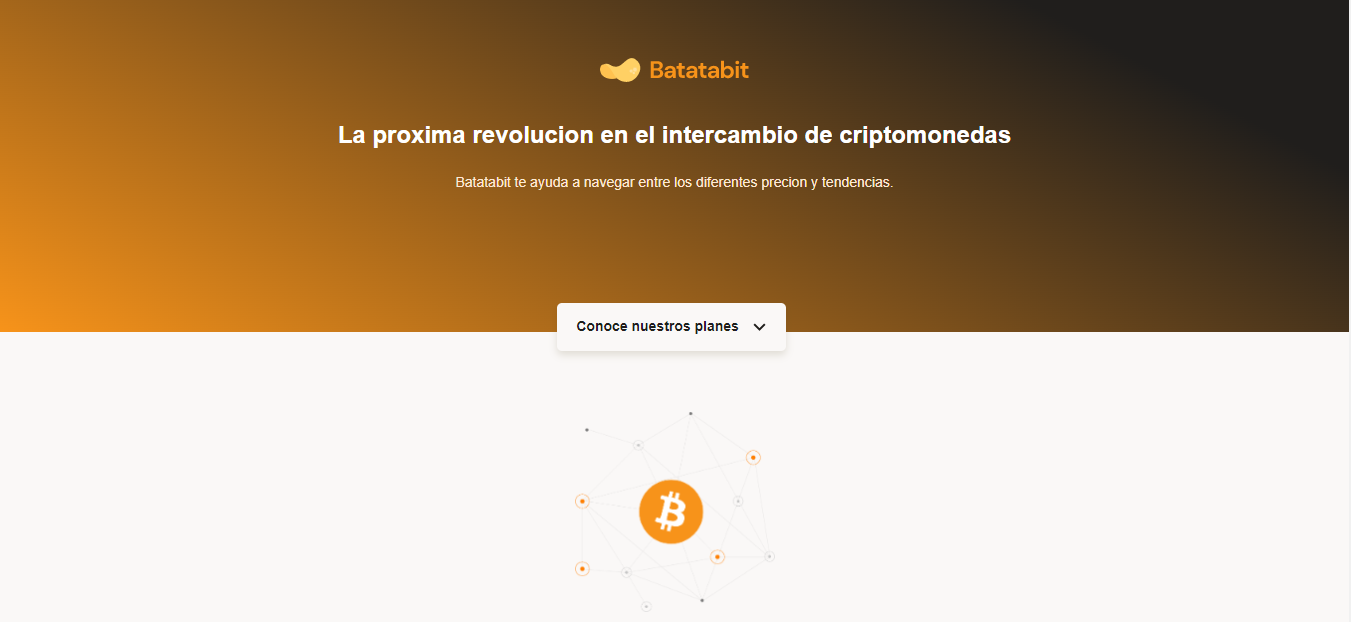 Batatabit
La proxima revolucion en el intercambio de criptomonedas
Batatabit te ayuda a navegar entre los diferentes precion y tendencias.
Conoce nuestros planes